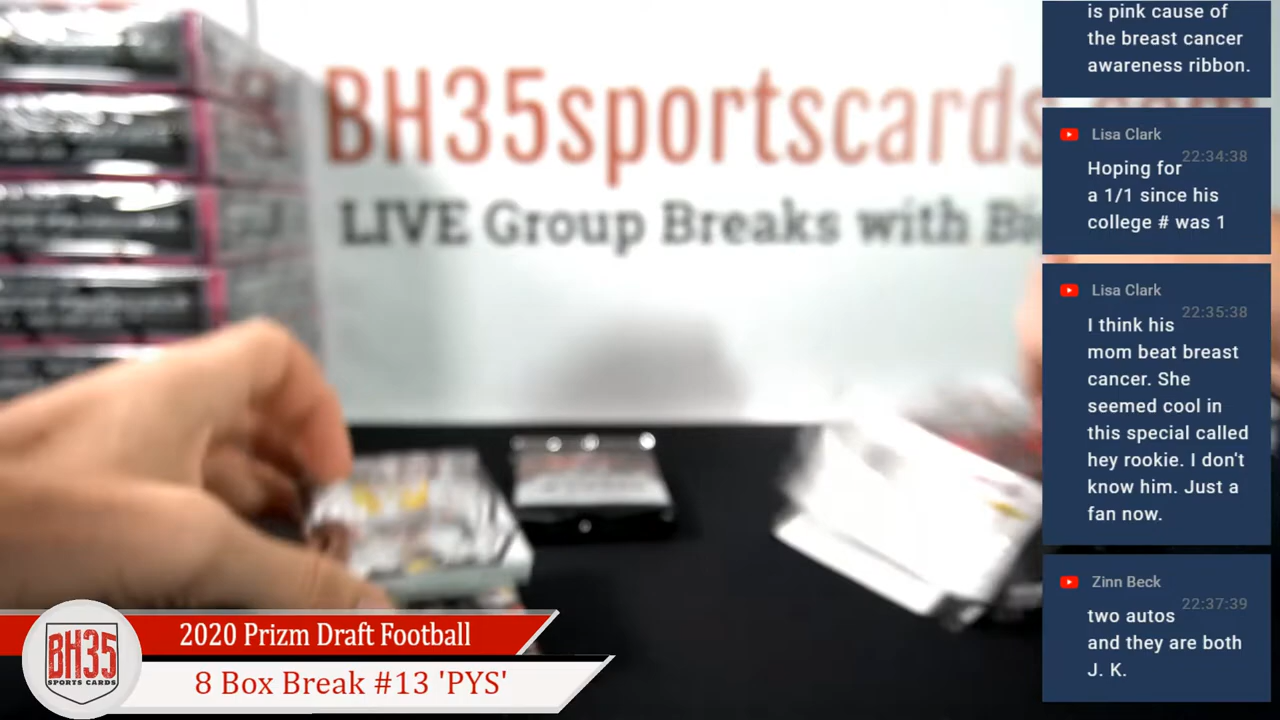 BH35sportscards.com
LIVE Group Breaks with Bi
is pink cause of
the breast cancer
awareness ribbon.
Lisa Clark
22:34:38
Hoping for
a 1/1 since his
college # was 1
Lisa Clark
22:35:38
I think his
mom beat breast
cancer. She
seemed cool in
this special called
hey rookie. I don't
know him. Just a
fan now.
Zinn Beck
22:37:39
two autos
and they are both
J. K.
BH35
SPORTS CARDS
2020 Prizm Draft Football
8 Box Break #13 'PYS'